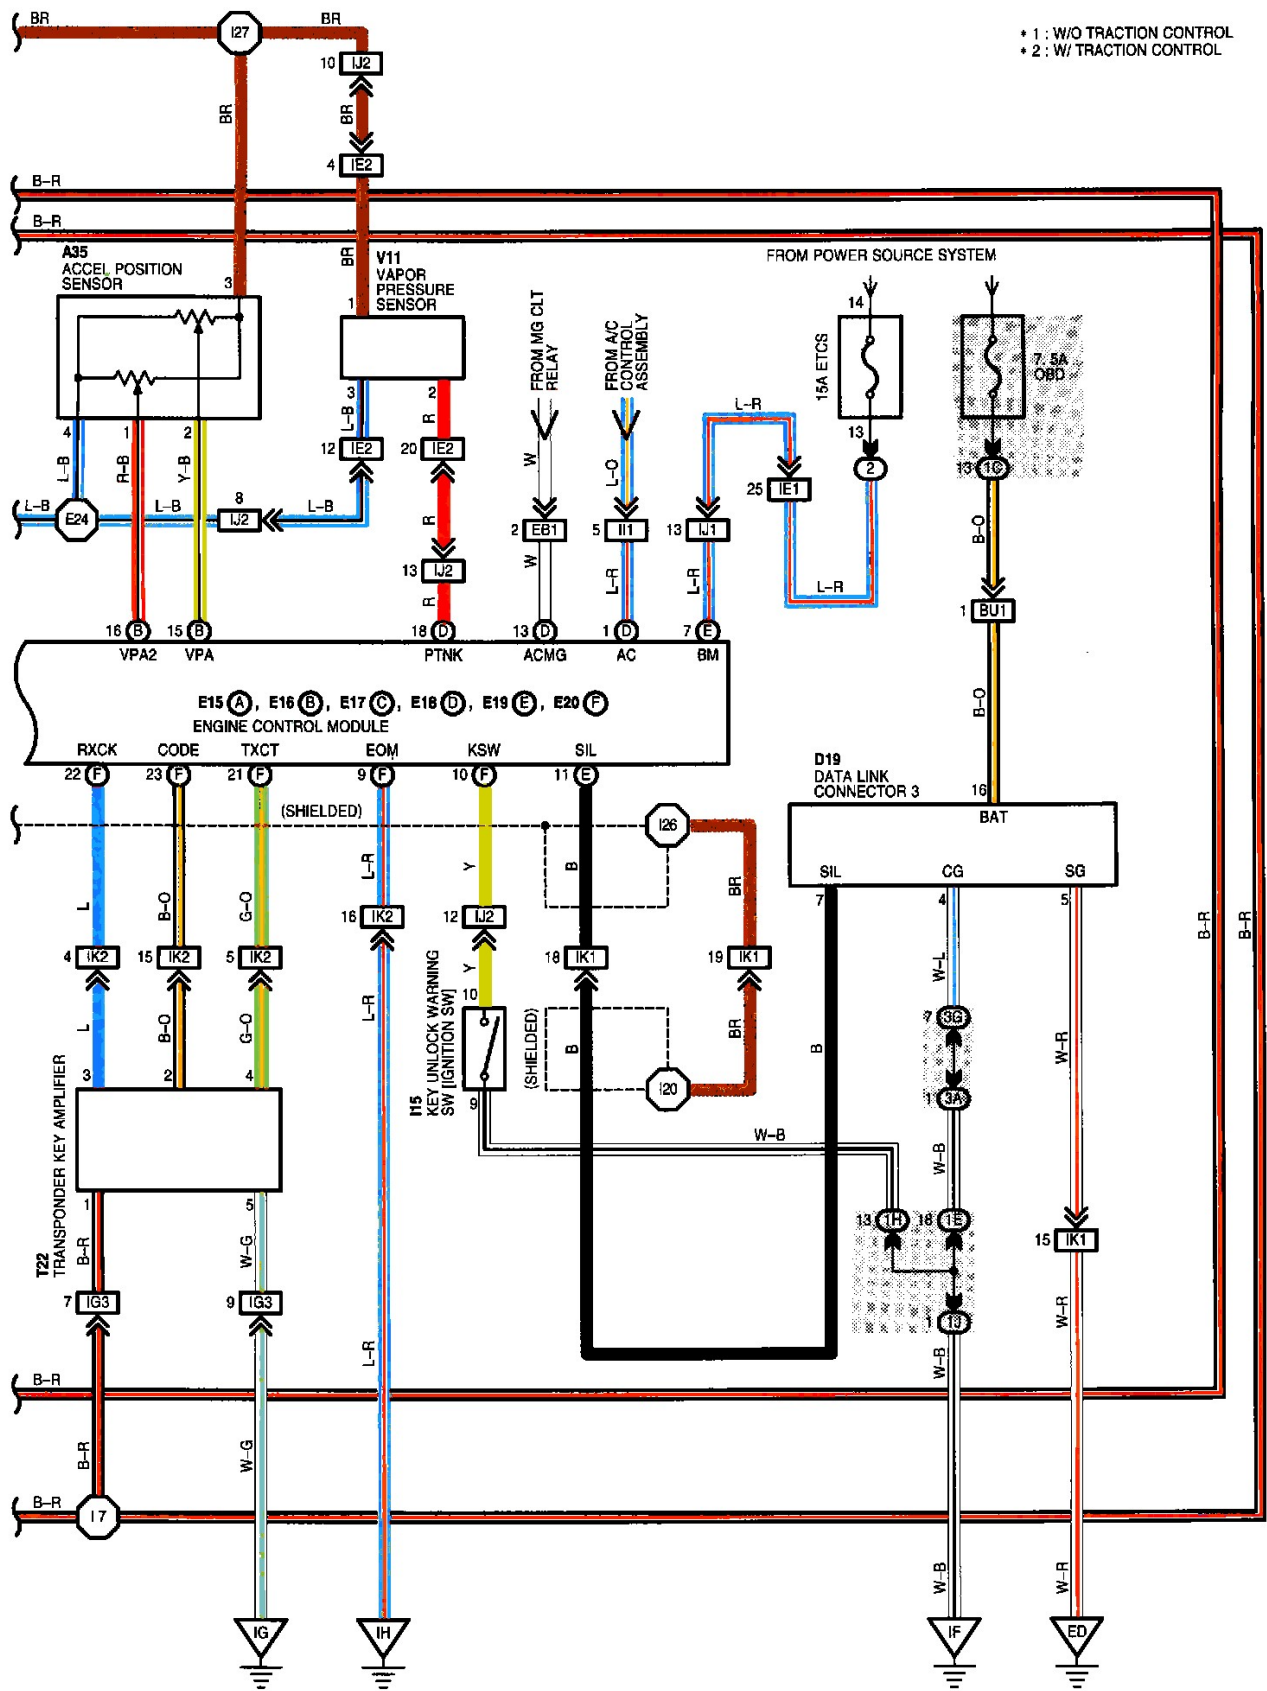 BR
I27
BR
* 1 : W/O TRACTION CONTROL
* 2 : W/ TRACTION CONTROL
10 IJ2
BR
BR
4 IE2
B–R
B–R
A35
ACCEL POSITION
SENSOR
3
BR
V11
VAPOR
PRESSURE
SENSOR
1
FROM POWER SOURCE SYSTEM
FROM MG CLT
RELAY
FROM A/C
CONTROL
ASSEMBLY
14
15A ETCS
7. 5A
OBD
4
1
2
3
2
L–B
R
L–R
13
L–B
R–B
Y–B
12 IE2
20 IE2
W
L–O
2
13 1C
25 IE1
L–B
E24
L–B
8
IJ2
L–B
R
2 EB1
5 II1
13 IJ1
B–O
13 IJ2
W
L–R
L–R
L–R
R
1 BU1
16 B
15 B
18 D
13 D
1 D
7 E
VPA2
VPA
PTNK
ACMG
AC
BM
E15 A , E16 B , E17 C , E18 D , E19 E , E20 F
ENGINE CONTROL MODULE
B–O
RXCK
CODE
TXCT
EOM
KSW
SIL
22 F
23 F
21 F
9 F
10 F
11 E
D19
DATA LINK
CONNECTOR 3
16
BAT
(SHIELDED)
I26
SIL
CG
SG
7
4
5
L
B–O
G–O
L–R
Y
B
BR
16 IK2
12 IJ2
B–R
B–R
4 IK2
15 IK2
5 IK2
18 IK1
19 IK1
W–L
Y
10
L
B–O
G–O
L–R
I15
KEY UNLOCK WARNING
SW [IGNITION SW]
(SHIELDED)
B
BR
7 3G
B
W–R
3
2
4
9
I20
3A
T22
TRANSPONDER KEY AMPLIFIER
W–B
W–B
1
5
13 1H
18 1E
15 IK1
B–R
W–G
7 IG3
9 IG3
1 1J
W–R
L–R
W–B
B–R
B–R
W–G
B–R
I7
W–B
W–R
IG
IH
IF
ED